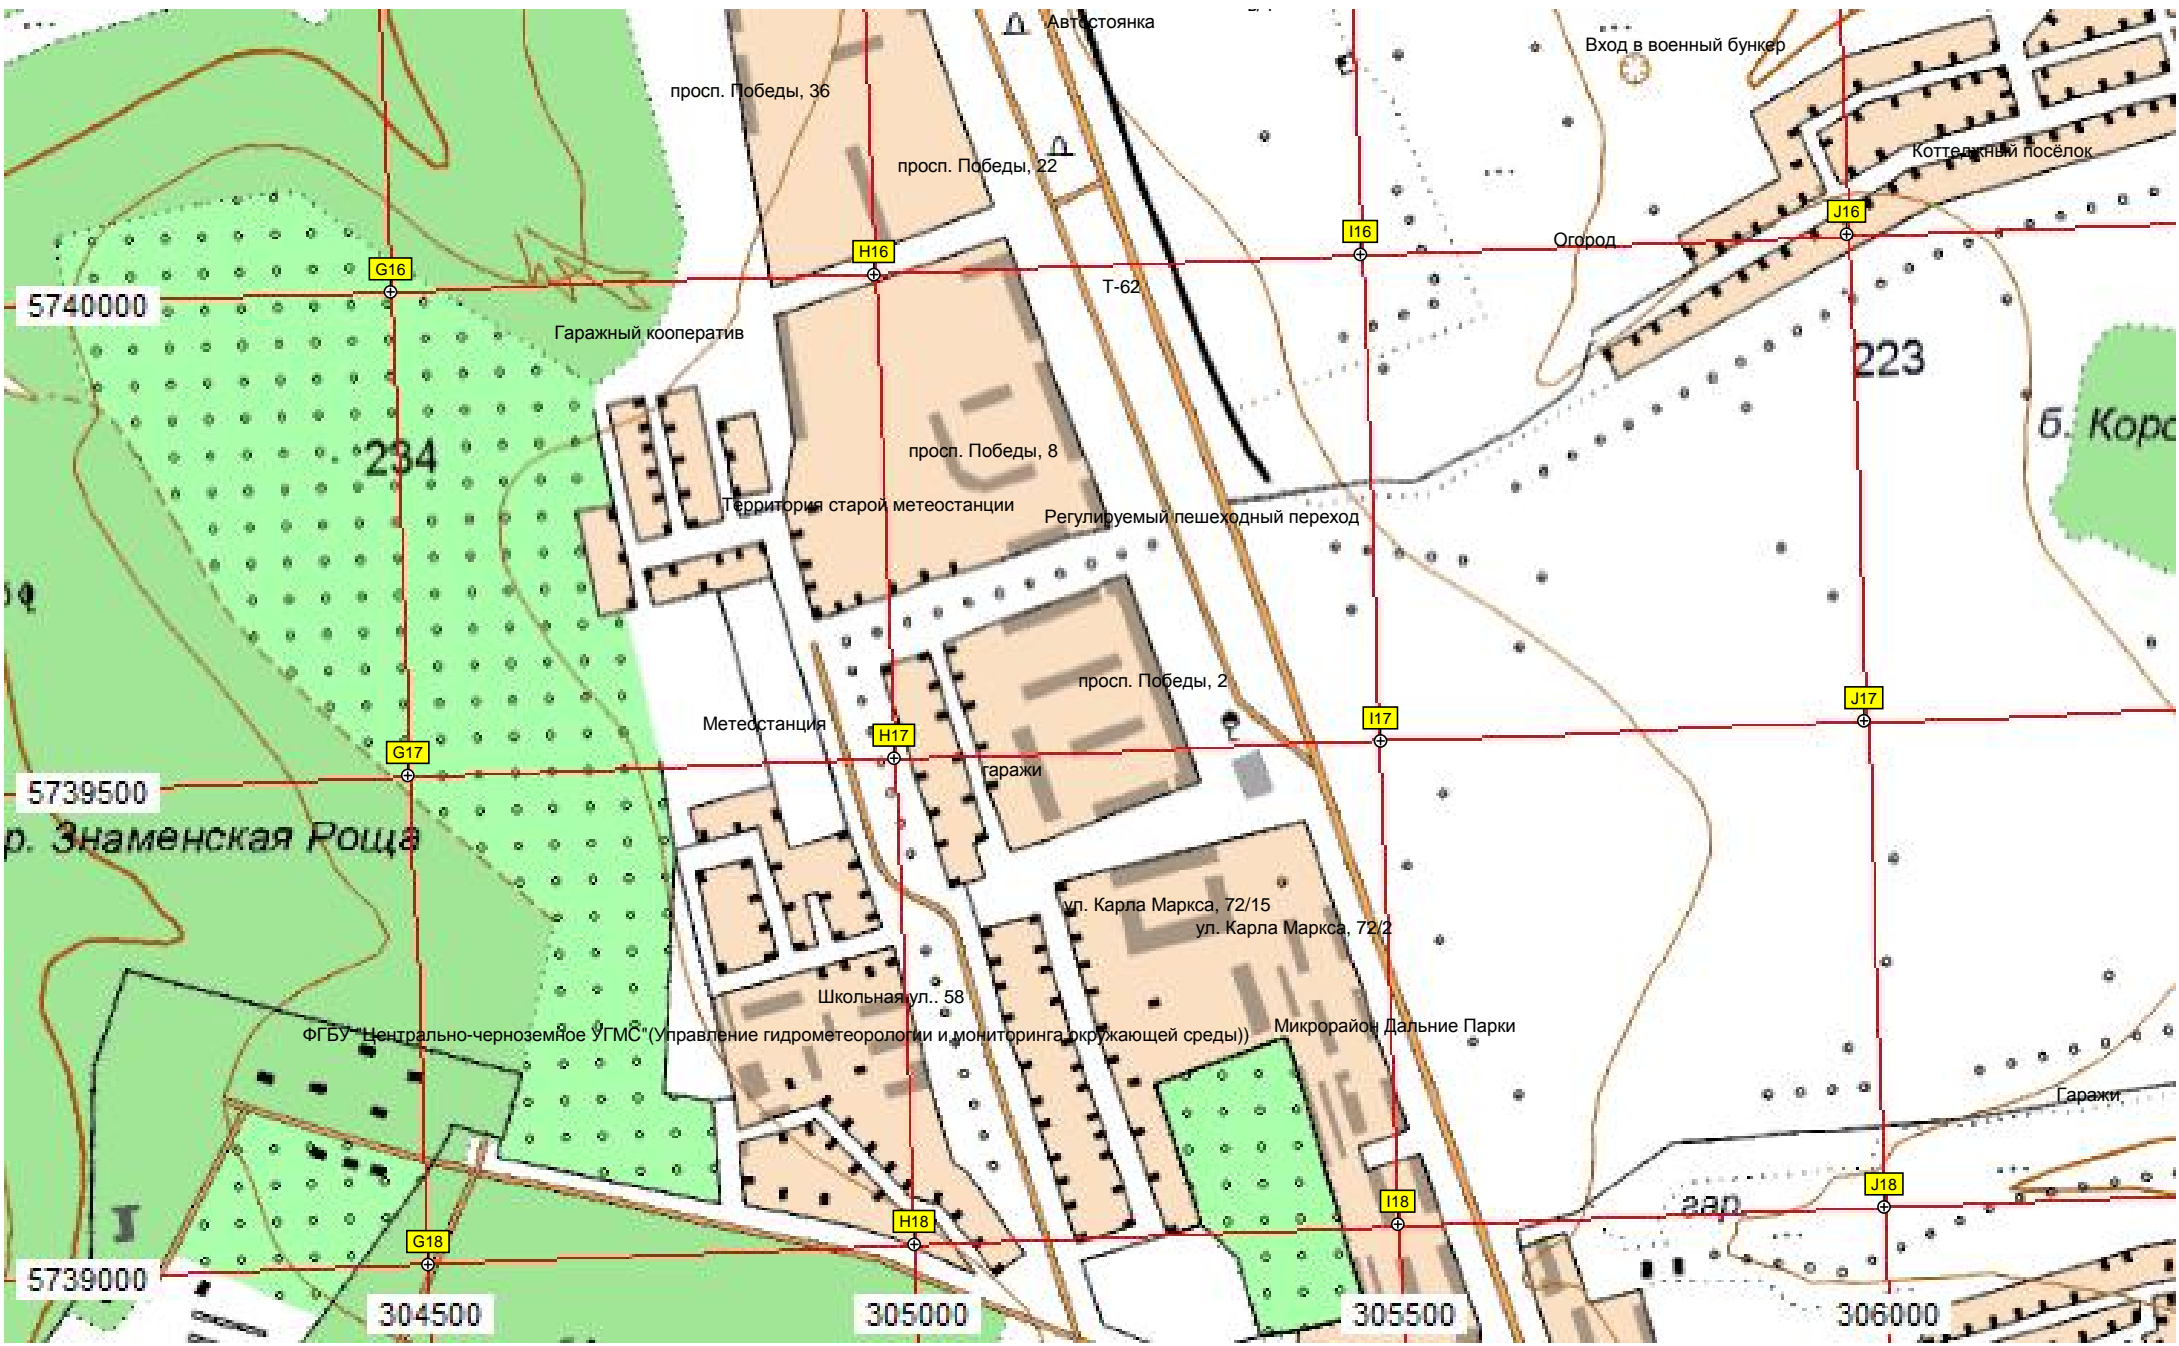 Автостоянка
Вход в военный бункер
просп. Победы, 36
просп. Победы, 22
Коттеджный посёлок
J16
I16
Огород
H16
G16
Т-62
5740000
Гаражный кооператив
223
б. Коро
просп. Победы, 8
234
Территория старой метеостанции
Регулируемый пешеходный переход
просп. Победы, 2
J17
I17
Метеостанция
H17
G17
гаражи
5739500
р. Знаменская Роща
ул. Карла Маркса, 72/15
ул. Карла Маркса, 72/2
Школьная ул.. 58
Микрорайон Дальние Парки
ФГБУ "Центрально-черноземное УГМС"(Управление гидрометеорологии и мониторинга окружающей среды))
Гаражи
J18
гар.
I18
H18
G18
5739000
304500
305000
305500
306000